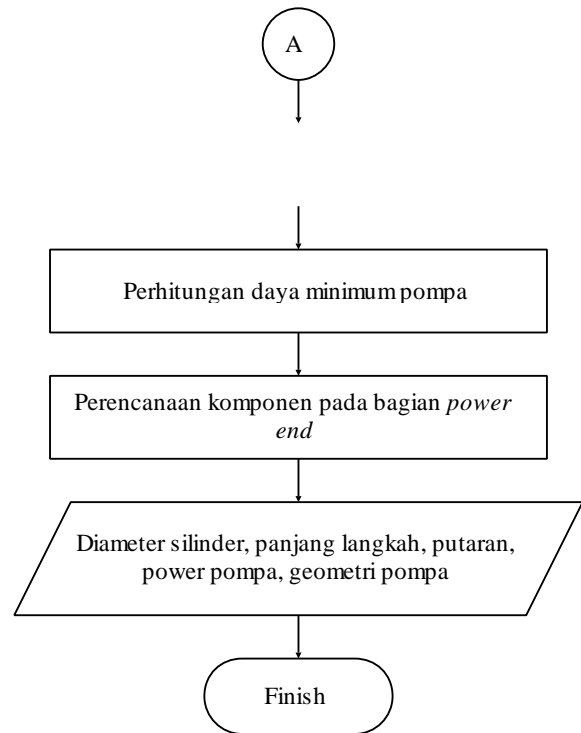 A
Perhitungan daya minimum pompa
Perencanaan komponen pada bagian power
end
Diameter silinder, panjang langkah, putaran,
power pompa, geometri pompa
Finish